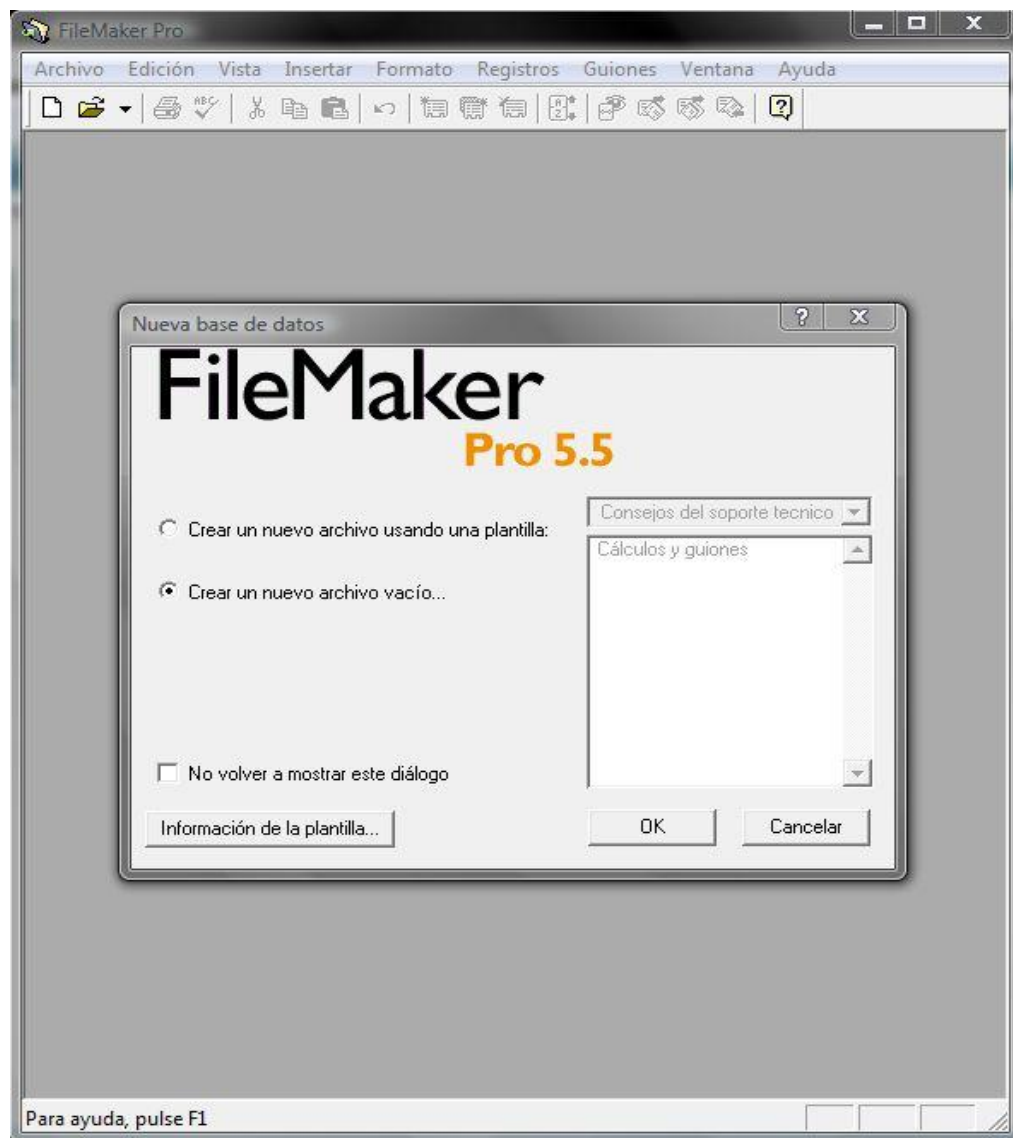 FileMaker Pro
Archivo Edición Vista Insertar Formato Registros Guiones Ventana Ayuda
ABC
Nueva base de datos
FileMaker
Pro 5.5
Crear un nuevo archivo usando una plantilla:
Consejos del soporte tecnico
Cálculos y guiones
Crear un nuevo archivo vacío...
No volver a mostrar este diálogo
Información de la plantilla...
OK
Cancelar
Para ayuda, pulse F1